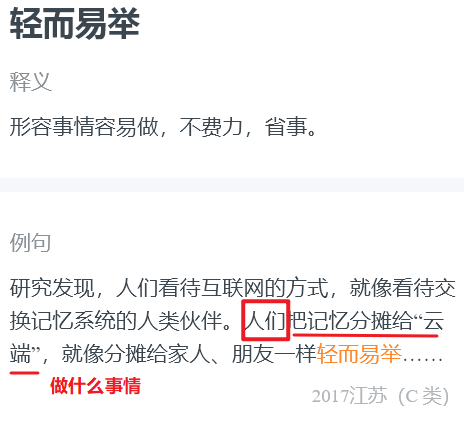 轻而易举
释义
形容事情容易做，不费力，省事。
例句
研究发现，人们看待互联网的方式，就像看待交
换记忆系统的人类伙伴。人们把记忆分摊给“云
端”，就像分摊给家人、朋友一样轻而易举……
做什么事情
2017江苏（C 类）